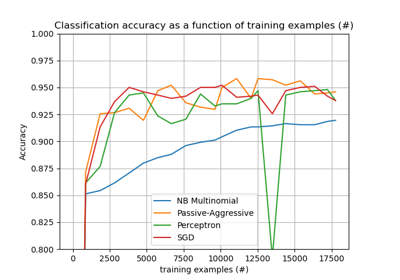 Classification accuracy as a function of training examples (#)
1.000
0.975
0.950
0.925
0.900
0.875
0.850
0.825
0.800
Accuracy
NB Multinomial
Passive-Aggressive
Perceptron
SGD
0 2500 5000 7500 10000 12500 15000 17500
training examples (#)